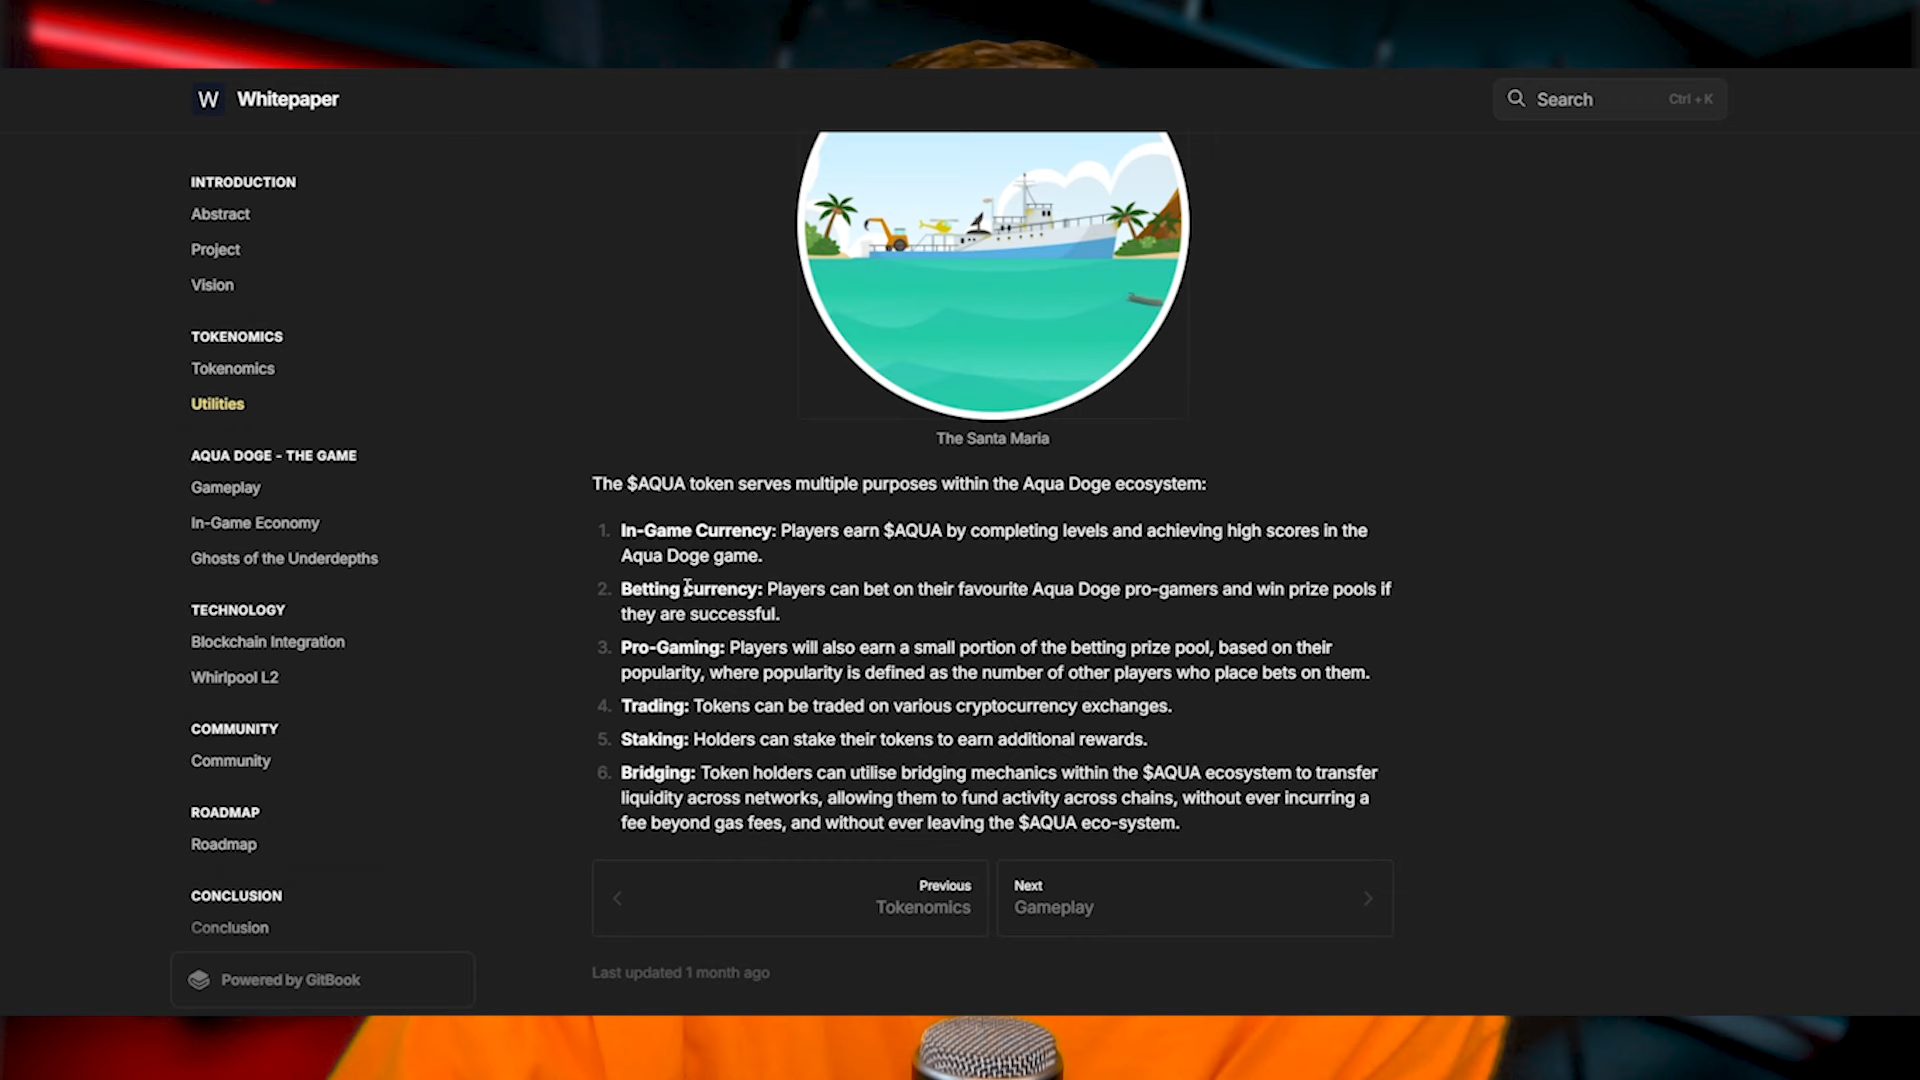 W Whitepaper
Search Ctrl + K
INTRODUCTION
Abstract
Project
Vision
TOKENOMICS
Tokenomics
Utilities
AQUA DOGE - THE GAME
Gameplay
In-Game Economy
Ghosts of the Underdepths
TECHNOLOGY
Blockchain Integration
Whirlpool L2
COMMUNITY
Community
ROADMAP
Roadmap
CONCLUSION
Conclusion
Powered by GitBook
The Santa Maria
The $AQUA token serves multiple purposes within the Aqua Doge ecosystem:
1. In-Game Currency: Players earn $AQUA by completing levels and achieving high scores in the
Aqua Doge game.
2. Betting Currency: Players can bet on their favourite Aqua Doge pro-gamers and win prize pools if
they are successful.
3. Pro-Gaming: Players will also earn a small portion of the betting prize pool, based on their
popularity, where popularity is defined as the number of other players who place bets on them.
4. Trading: Tokens can be traded on various cryptocurrency exchanges.
5. Staking: Holders can stake their tokens to earn additional rewards.
6. Bridging: Token holders can utilise bridging mechanics within the $AQUA ecosystem to transfer
liquidity across networks, allowing them to fund activity across chains, without ever incurring a
fee beyond gas fees, and without ever leaving the $AQUA eco-system.
Previous
Tokenomics
Next
Gameplay
Last updated 1 month ago